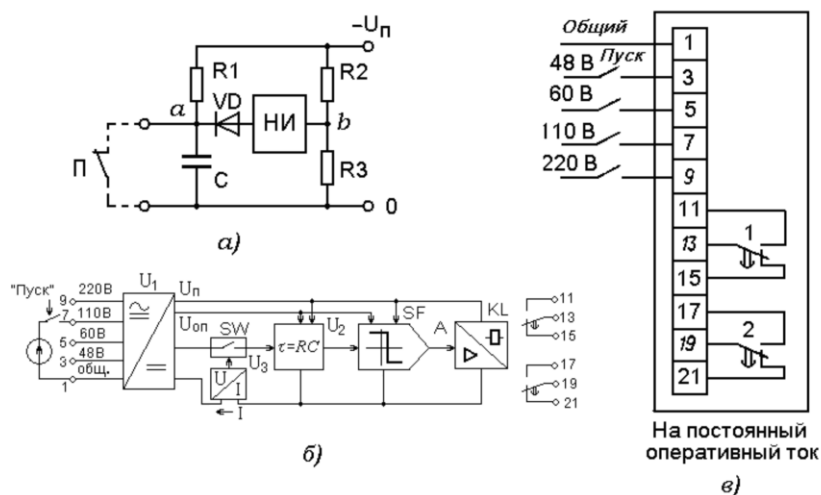 –Uп
R1
R2
a
VD
НИ
b
П
C
R3
0
а)
"Пуск"
9
220В
7
110В
5
60В
3
48В
1
общ.
U1
Uп
Uоп
SW
U3
U
I
I
τ=RC
U2
SF
A
KL
11
13
15
17
19
21
б)
Общий
1
48 В
Пуск
3
60 В
5
110 В
7
220 В
9
11
13
1
15
17
19
2
21
На постоянный
оперативный ток
в)